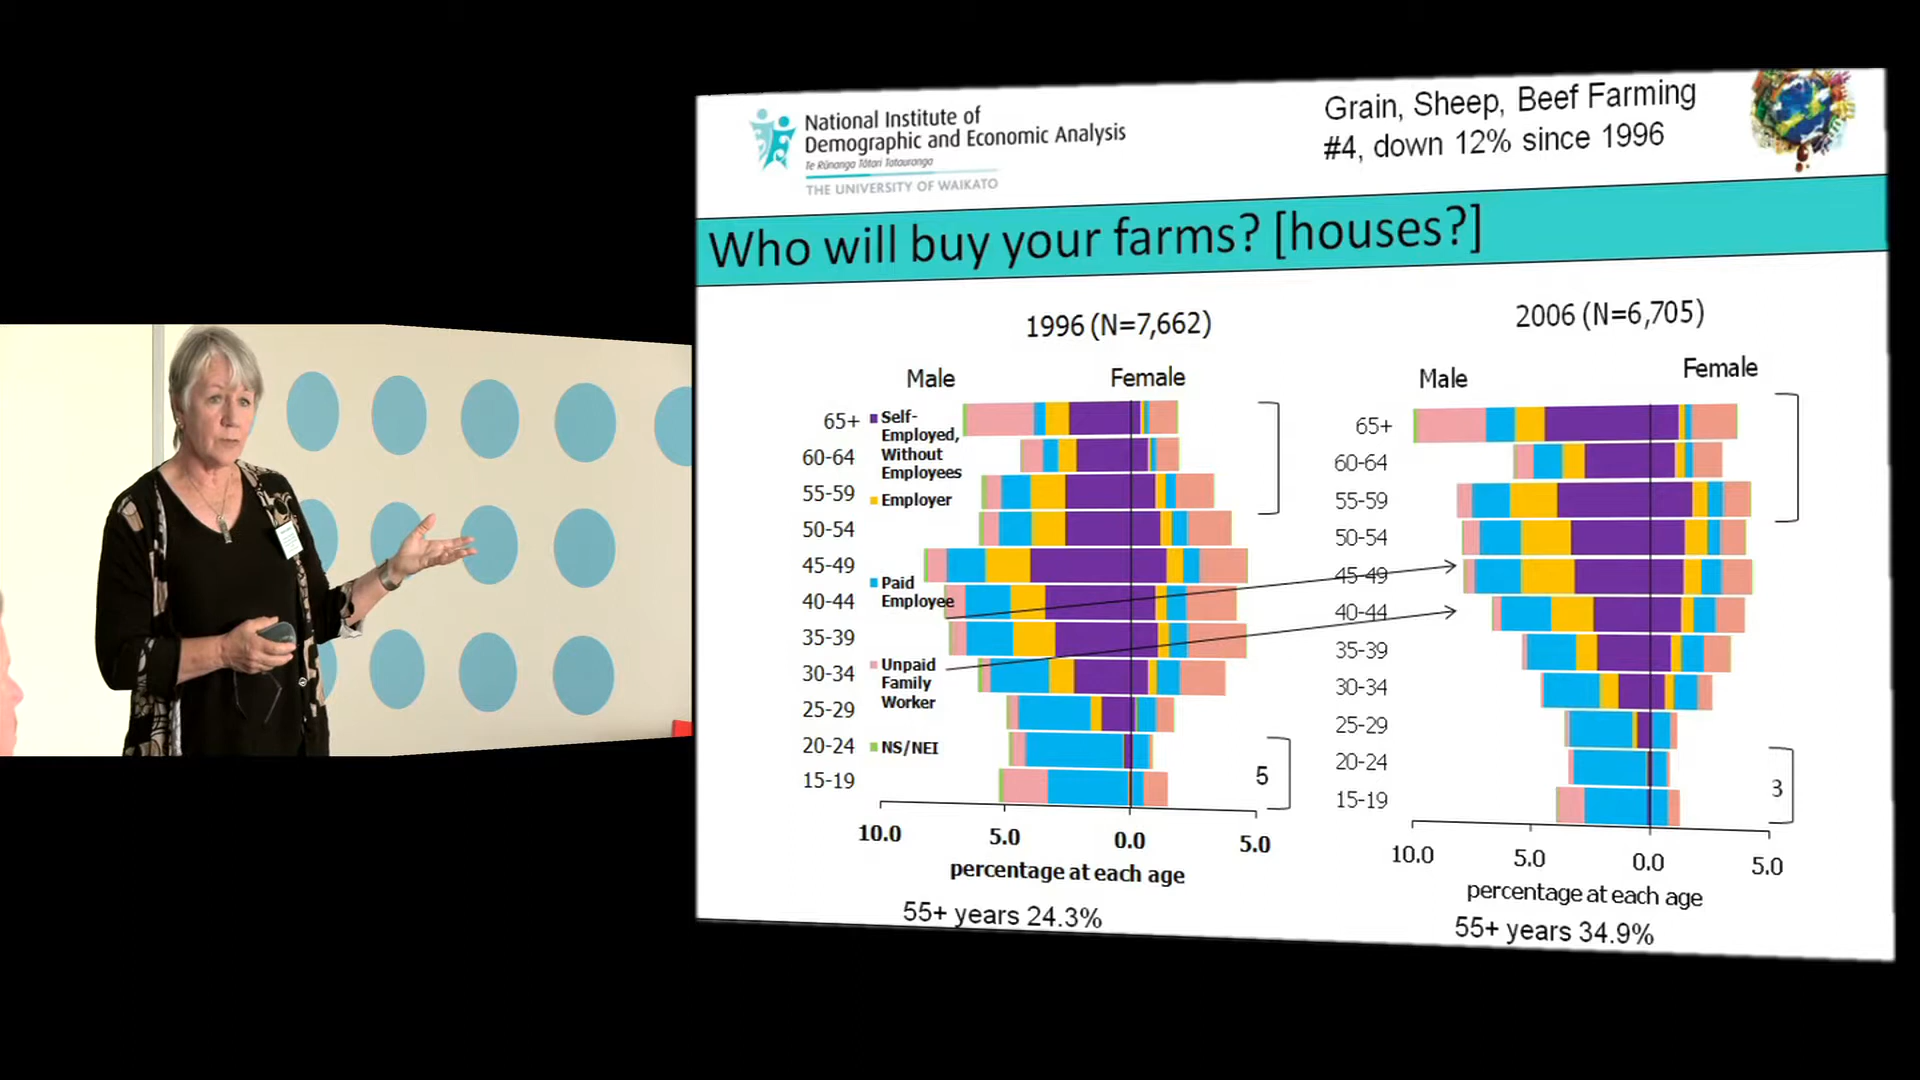 National Institute of
Demographic and Economic Analysis
Te Rūnanga Tātari Tatauranga
THE UNIVERSITY OF WAIKATO
Grain, Sheep, Beef Farming
#4, down 12% since 1996
Who will buy your farms? [houses?]
1996 (N=7,662)
Male
Female
65+
60-64
55-59
50-54
45-49
40-44
35-39
30-34
25-29
20-24
15-19
Self-
Employed,
Without
Employees
Employer
Paid
Employee
Unpaid
Family
Worker
NS/NEI
5
10.0 5.0 0.0 5.0
percentage at each age
55+ years 24.3%
2006 (N=6,705)
Male
Female
65+
60-64
55-59
50-54
45-49
40-44
35-39
30-34
25-29
20-24
15-19
3
10.0 5.0 0.0 5.0
percentage at each age
55+ years 34.9%